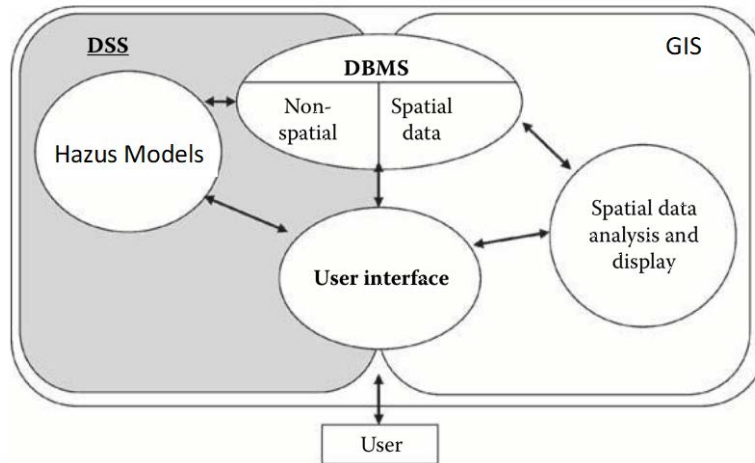 DSS
GIS
DBMS
Non-
spatial
Spatial
data
Hazus Models
Spatial data
analysis and
display
User interface
User